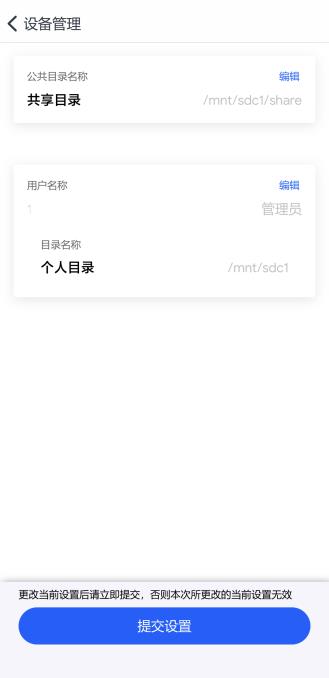 设备管理
公共目录名称 编辑
共享目录 /mnt/sdc1/share
用户名称 编辑
1 管理员
目录名称
个人目录 /mnt/sdc1
更改当前设置后请立即提交，否则本次所更改的当前设置无效
提交设置